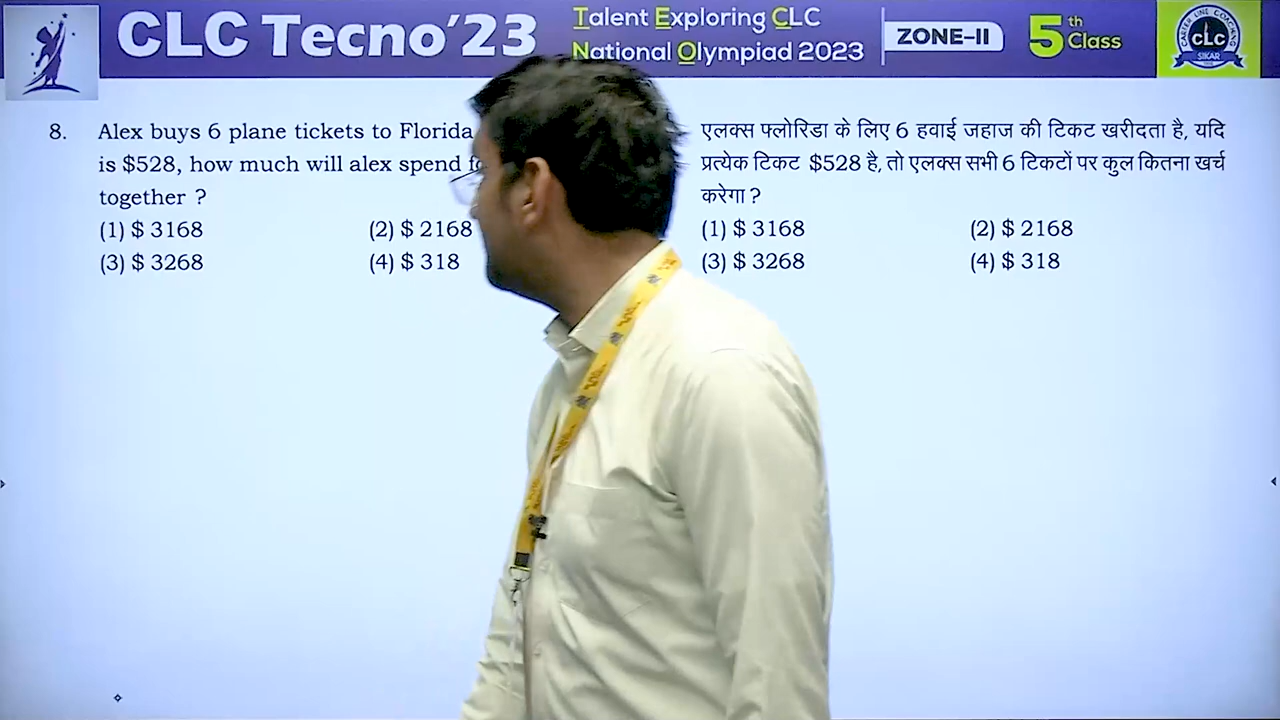 CLC Tecno'23
Talent Exploring CLC
National Olympiad 2023
ZONE-II
5th Class
CLC
SIKAR
8. Alex buys 6 plane tickets to Florida
is $528, how much will alex spend
together ?
(1) $ 3168 (2) $ 2168
(3) $ 3268 (4) $ 318
एलक्स फ्लोरिडा के लिए 6 हवाई जहाज की टिकट खरीदता है, यदि
प्रत्येक टिकट $528 है, तो एलक्स सभी 6 टिकटों पर कुल कितना खर्च
करेगा ?
(1) $ 3168 (2) $ 2168
(3) $ 3268 (4) $ 318